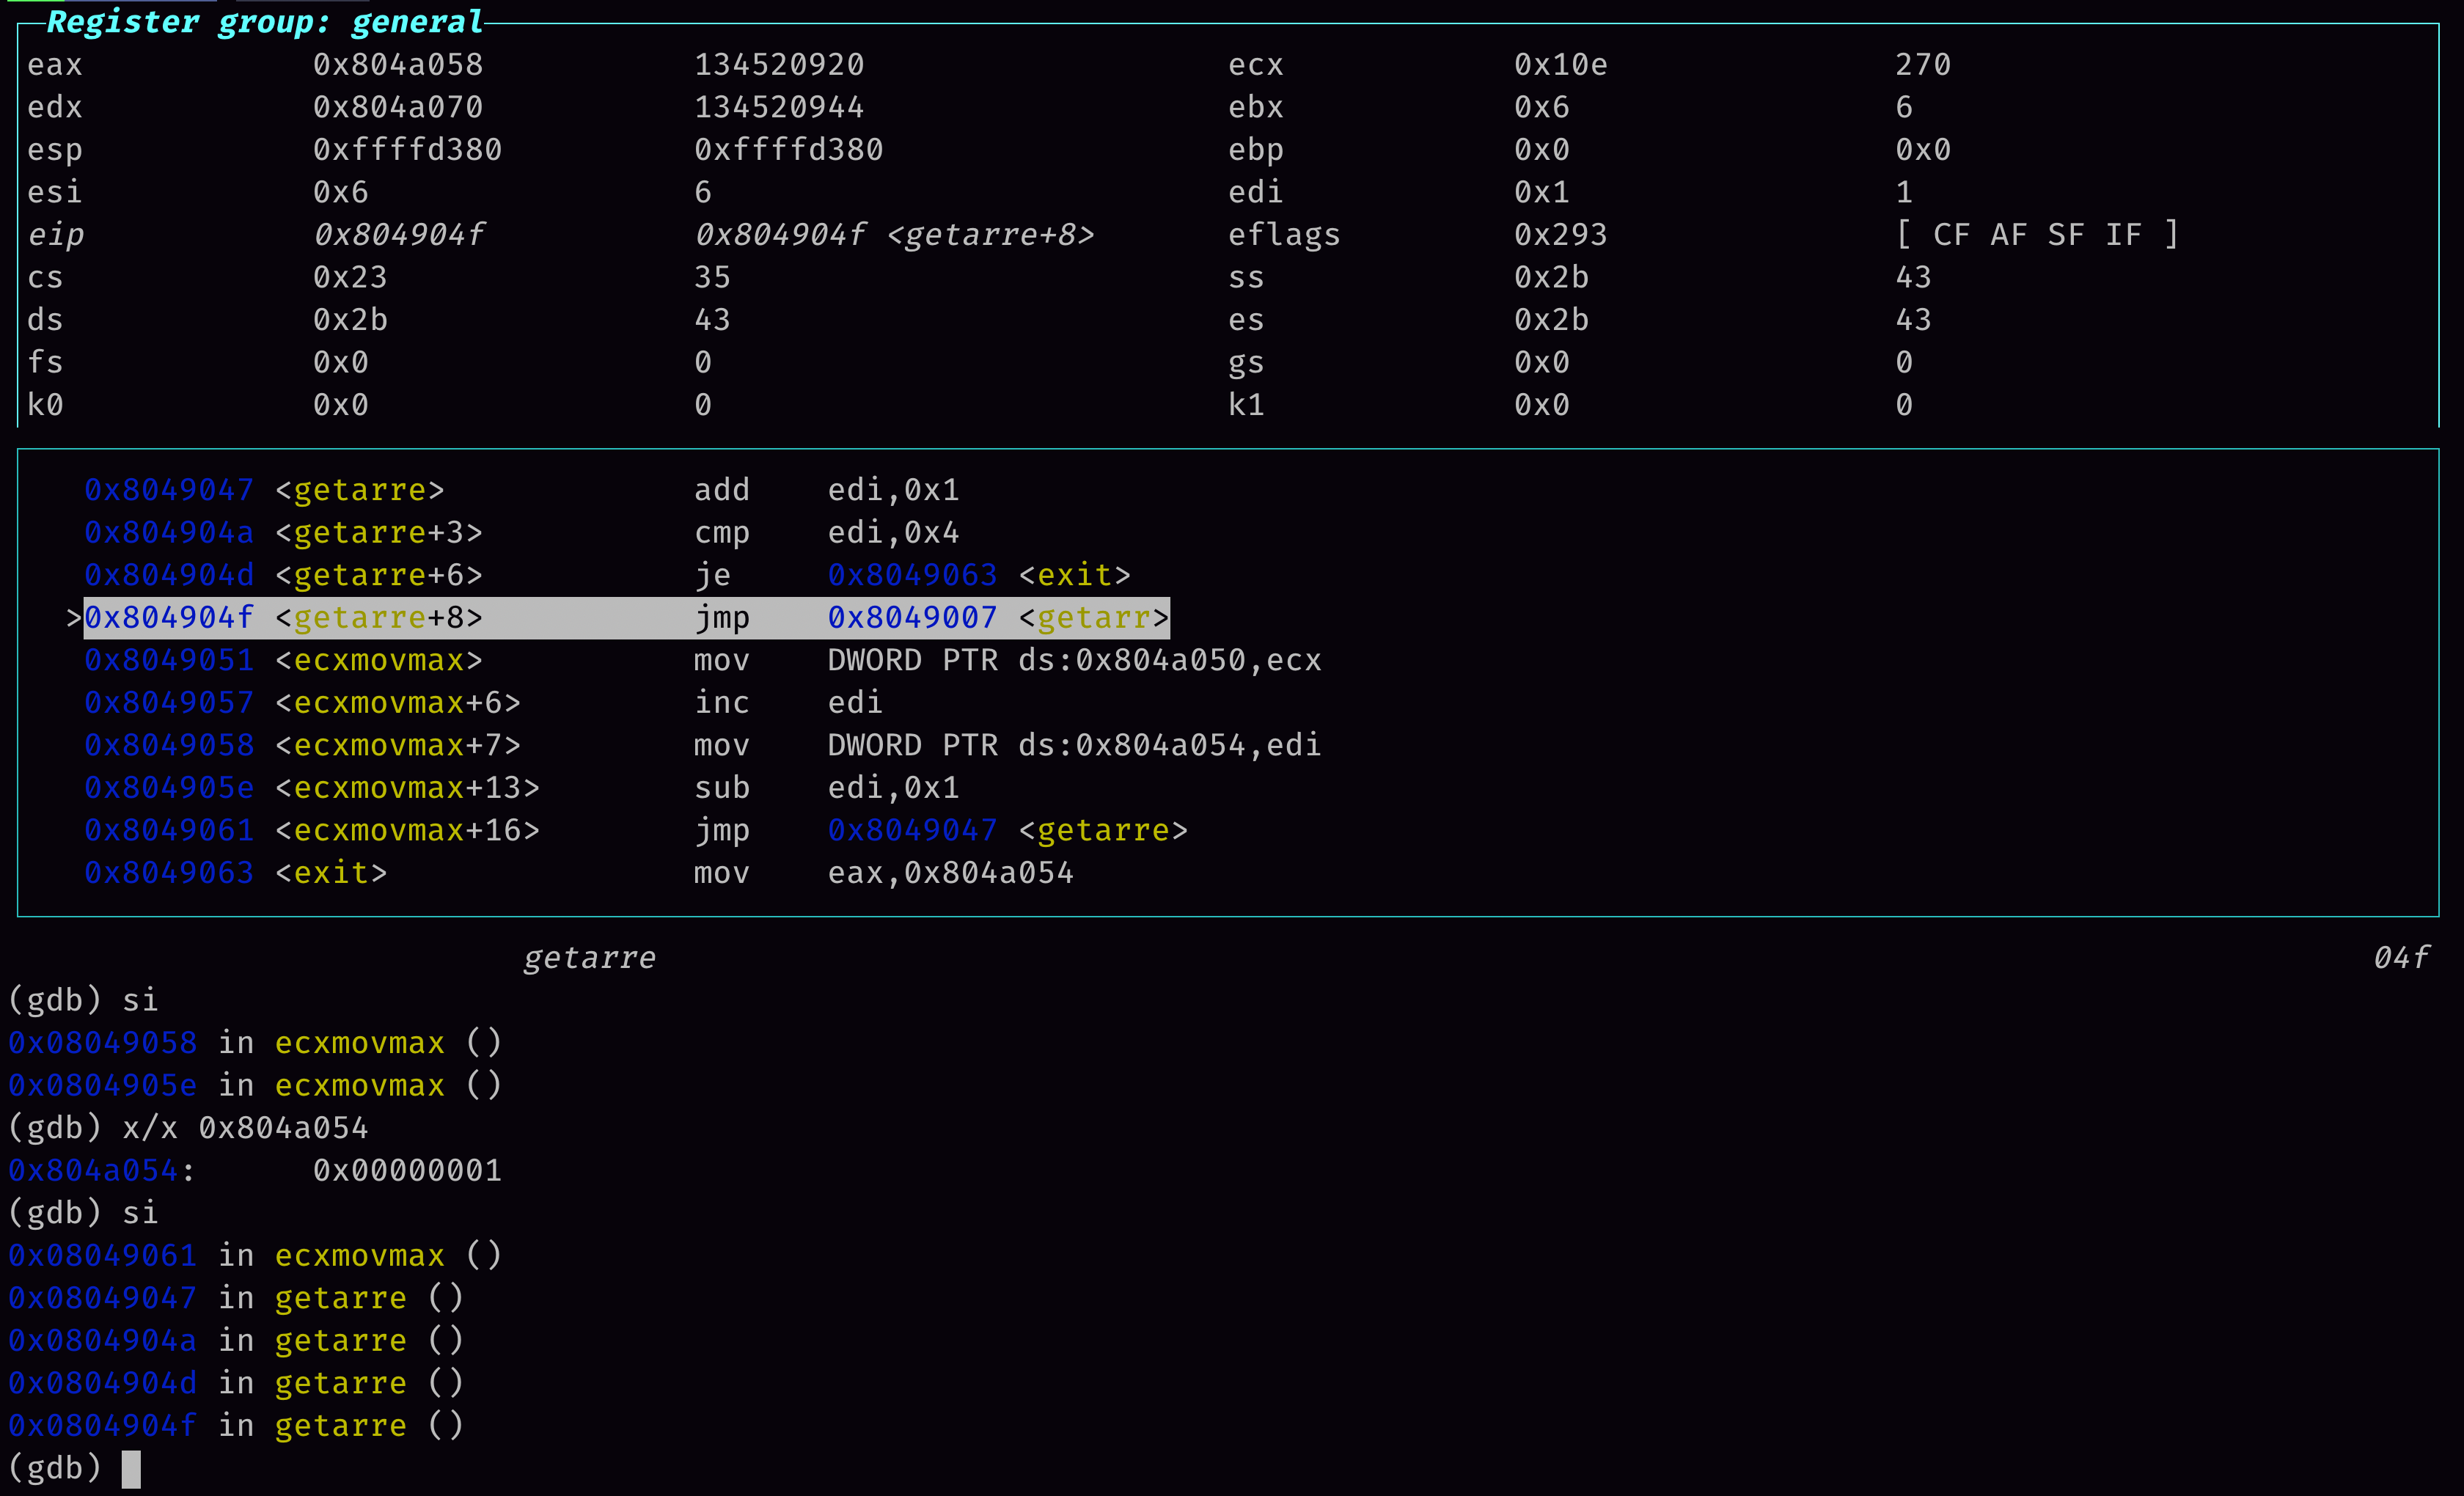 Register group: general
eax 0x804a058 134520920 ecx 0x10e 270
edx 0x804a070 134520944 ebx 0x6 6
esp 0xffffd380 0xffffd380 ebp 0x0 0x0
esi 0x6 6 edi 0x1 1
eip 0x804904f 0x804904f <getarre+8> eflags 0x293 [ CF AF SF IF ]
cs 0x23 35 ss 0x2b 43
ds 0x2b 43 es 0x2b 43
fs 0x0 0 gs 0x0 0
k0 0x0 0 k1 0x0 0
0x8049047 <getarre> add edi,0x1
0x804904a <getarre+3> cmp edi,0x4
0x804904d <getarre+6> je 0x8049063 <exit>
>0x804904f <getarre+8> jmp 0x8049007 <getarr>
0x8049051 <ecxmovmax> mov DWORD PTR ds:0x804a050,ecx
0x8049057 <ecxmovmax+6> inc edi
0x8049058 <ecxmovmax+7> mov DWORD PTR ds:0x804a054,edi
0x804905e <ecxmovmax+13> sub edi,0x1
0x8049061 <ecxmovmax+16> jmp 0x8049047 <getarre>
0x8049063 <exit> mov eax,0x804a054
getarre 04f
(gdb) si
0x08049058 in ecxmovmax ()
0x0804905e in ecxmovmax ()
(gdb) x/x 0x804a054
0x804a054: 0x00000001
(gdb) si
0x08049061 in ecxmovmax ()
0x08049047 in getarre ()
0x0804904a in getarre ()
0x0804904d in getarre ()
0x0804904f in getarre ()
(gdb)